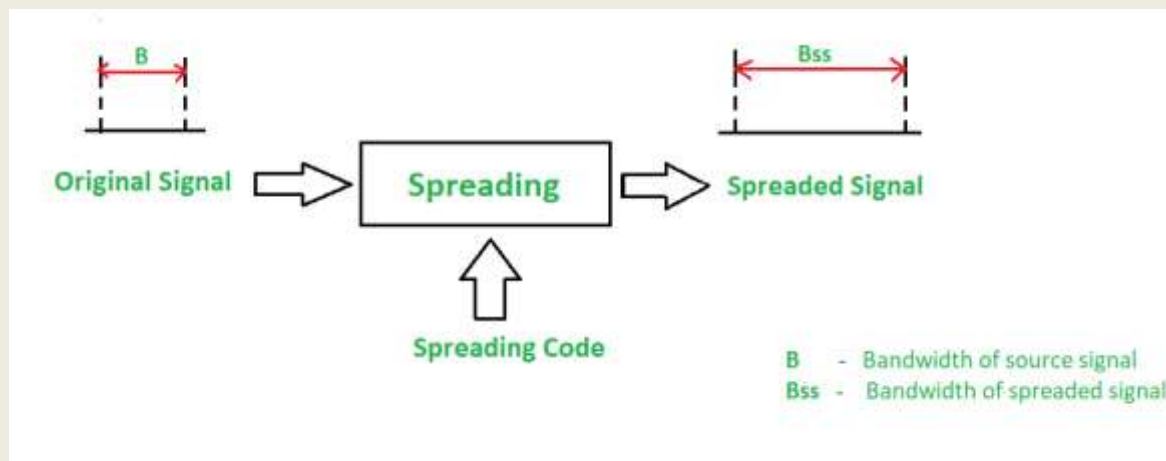 B
Bss
Original Signal
Spreading
Spreaded Signal
Spreading Code
B - Bandwidth of source signal
Bss - Bandwidth of spreaded signal